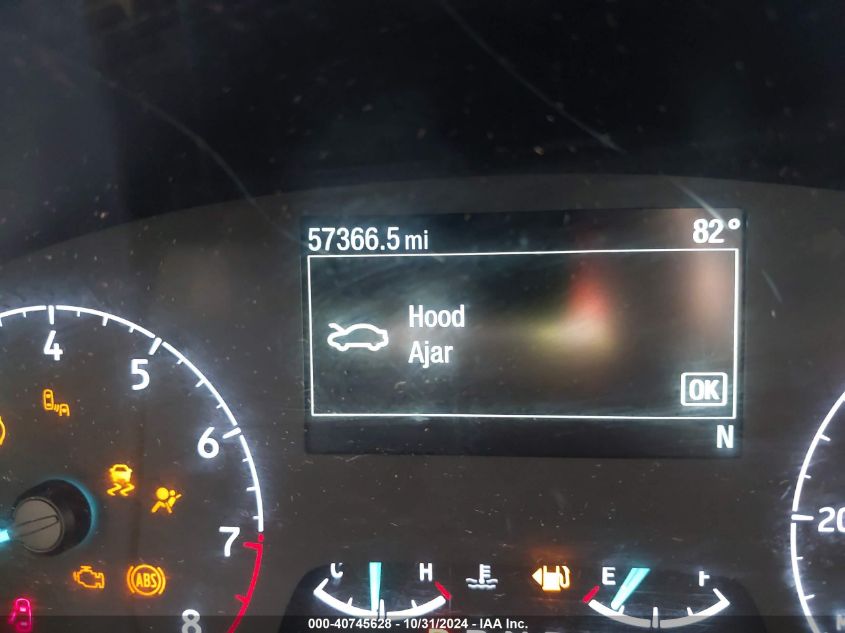 57366.5 mi 82°
Hood
Ajar
OK
N
4
5
6
7
8
20
ABS
C H E F
000-40745628 - 10/31/2024 - IAA Inc.